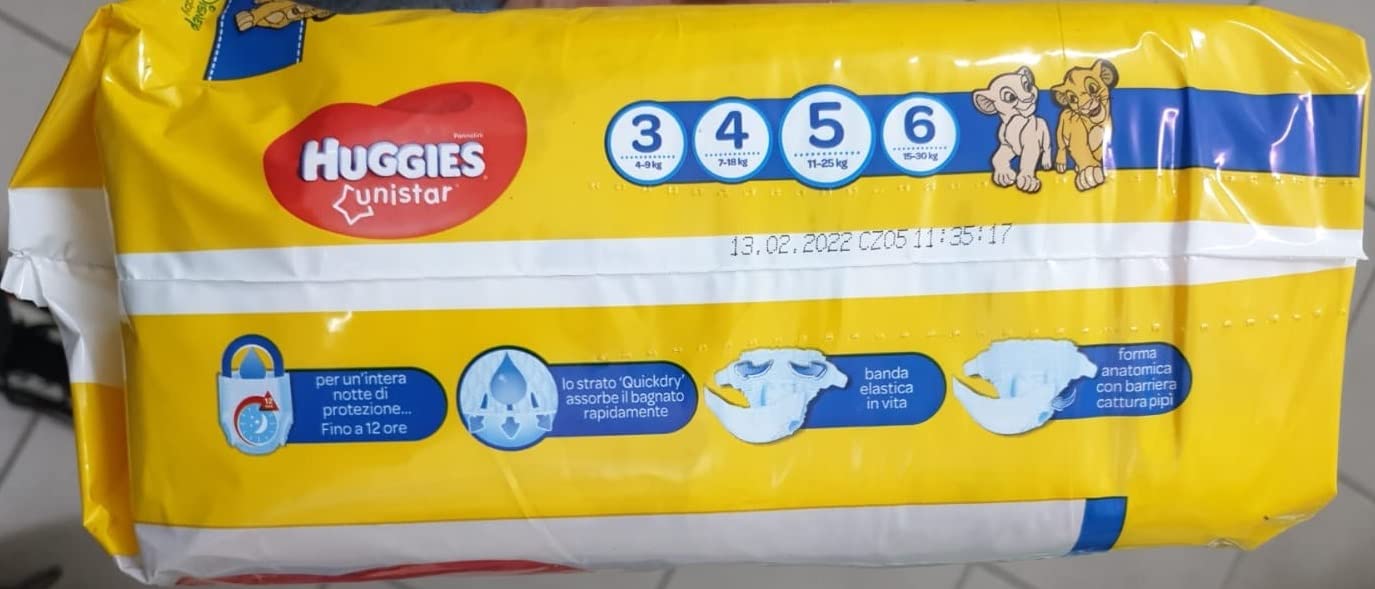 Pannolini
HUGGIES
unistar
3
4-9 kg
4
7-18 kg
5
11-25 kg
6
15-30 kg
13.02.2022 CZ05 11:35:17
12
per un'intera
notte di
protezione...
Fino a 12 ore
lo strato 'Quickdry'
assorbe il bagnato
rapidamente
banda
elastica
in vita
forma
anatomica
con barriera
cattura pipì